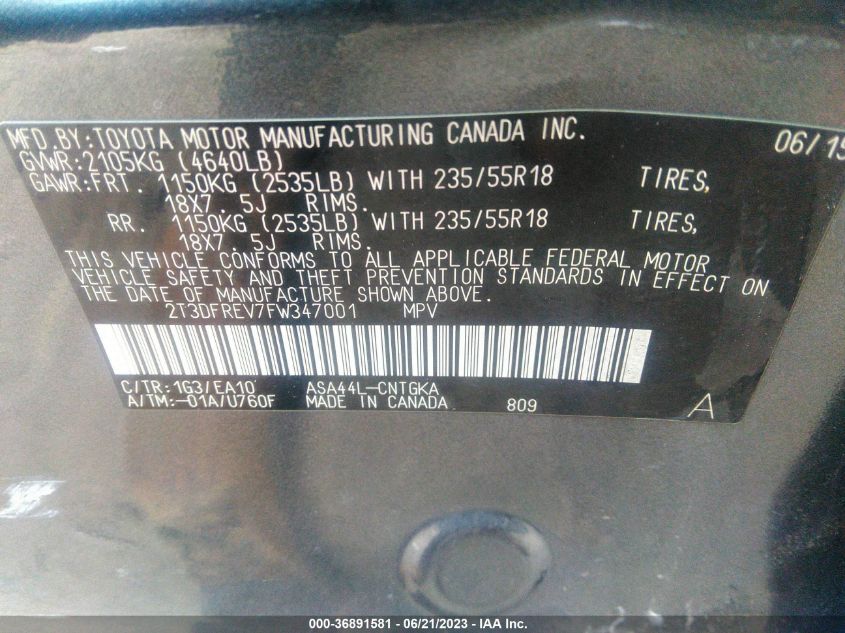 MFD.BY:TOYOTA MOTOR MANUFACTURING CANADA INC. 06/15
GVWR:2105KG (4640LB)
GAWR:FRT. 1150KG (2535LB) WITH 235/55R18 TIRES,
18X7.5J RIMS.
RR. 1150KG (2535LB) WITH 235/55R18 TIRES,
18X7.5J RIMS.
THIS VEHICLE CONFORMS TO ALL APPLICABLE FEDERAL MOTOR
VEHICLE SAFETY AND THEFT PREVENTION STANDARDS IN EFFECT ON
THE DATE OF MANUFACTURE SHOWN ABOVE.
2T3DFREV7FW347001 MPV
C/TR:1G3/EA10 ASA44L-CNTGKA
A/TM:-01A/U760F MADE IN CANADA 809 A
000-36891581 / 06/21/2023 - IAA Inc.